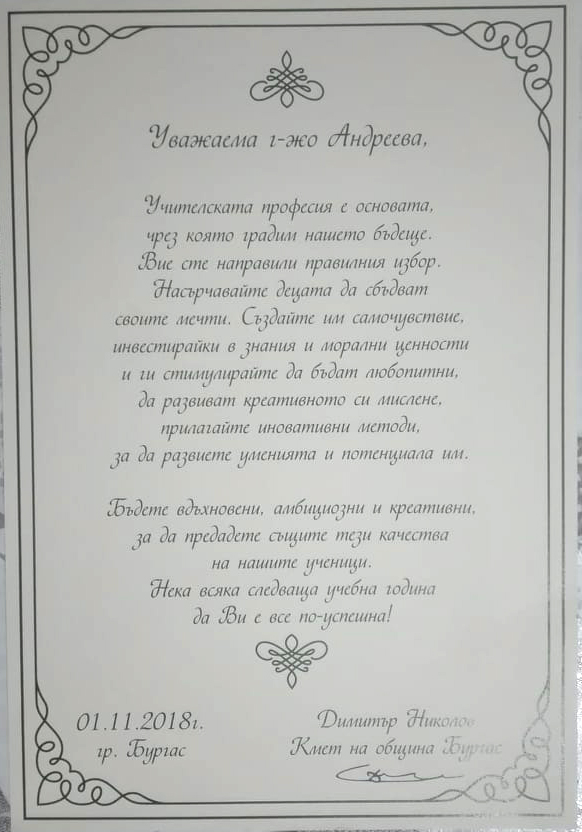 Уважаема г-жо Андреева,
Учителската професия е основата,
чрез която градим нашето бъдеще.
Вие сте направили правилния избор.
Насърчавайте децата да сбъдват
своите мечти. Създайте им самочувствие,
инвестирайки в знания и морални ценности
и ги стимулирайте да бъдат любопитни,
да развиват креативното си мислене,
прилагайте иновативни методи,
за да развиете уменията и потенциала им.
Бъдете вдъхновени, амбициозни и креативни,
за да предадете същите тези качества
на нашите ученици.
Нека всяка следваща учебна година
да Ви е все по-успешна!
01.11.2018г.
гр. Бургас
Димитър Николов
Кмет на община Бургас